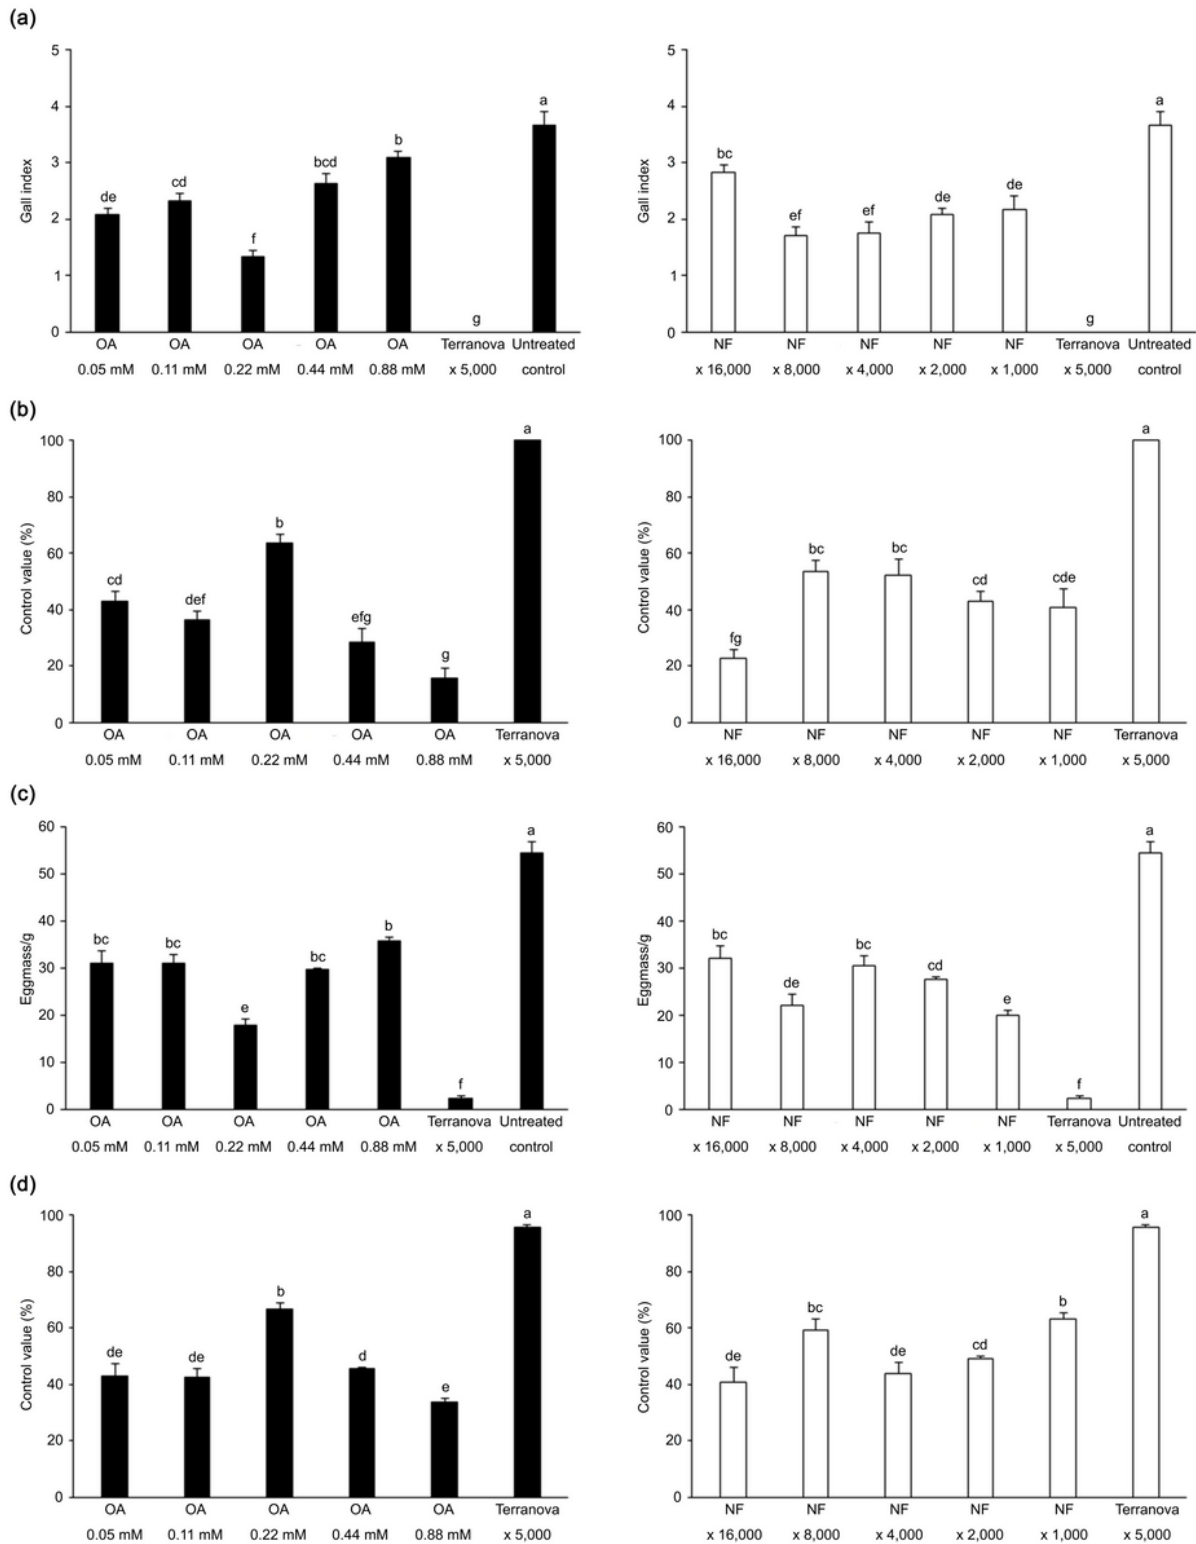 (a)
5
4
3
2
1
0
Gall index
de
cd
f
bcd
b
g
a
OA OA OA OA OA Terranova Untreated
0.05 mM 0.11 mM 0.22 mM 0.44 mM 0.88 mM x 5,000 control
5
4
3
2
1
0
Gall index
bc
ef
ef
de
de
g
a
NF NF NF NF NF Terranova Untreated
x 16,000 x 8,000 x 4,000 x 2,000 x 1,000 x 5,000 control
(b)
100
80
60
40
20
0
Control value (%)
cd
def
b
efg
g
a
OA OA OA OA OA Terranova
0.05 mM 0.11 mM 0.22 mM 0.44 mM 0.88 mM x 5,000
100
80
60
40
20
0
Control value (%)
fg
bc
bc
cd
cde
a
NF NF NF NF NF Terranova
x 16,000 x 8,000 x 4,000 x 2,000 x 1,000 x 5,000
(c)
60
50
40
30
20
10
0
Eggmass/g
bc
bc
e
bc
b
f
a
OA OA OA OA OA Terranova Untreated
0.05 mM 0.11 mM 0.22 mM 0.44 mM 0.88 mM x 5,000 control
60
50
40
30
20
10
0
Eggmass/g
bc
de
bc
cd
e
f
a
NF NF NF NF NF Terranova Untreated
x 16,000 x 8,000 x 4,000 x 2,000 x 1,000 x 5,000 control
(d)
100
80
60
40
20
0
Control value (%)
de
de
b
d
e
a
OA OA OA OA OA Terranova
0.05 mM 0.11 mM 0.22 mM 0.44 mM 0.88 mM x 5,000
100
80
60
40
20
0
Control value (%)
de
bc
de
cd
b
a
NF NF NF NF NF Terranova
x 16,000 x 8,000 x 4,000 x 2,000 x 1,000 x 5,000